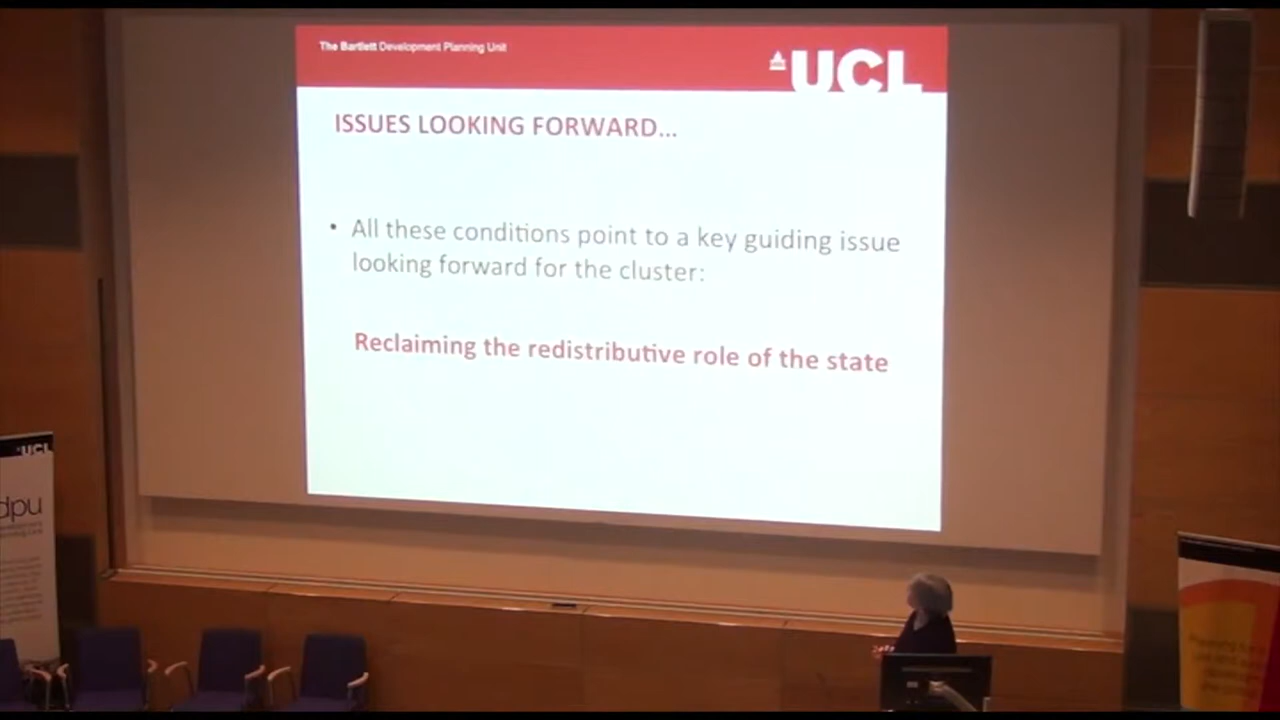 The Bartlett Development Planning Unit
UCL
ISSUES LOOKING FORWARD...
• All these conditions point to a key guiding issue
looking forward for the cluster:
Reclaiming the redistributive role of the state
UCL
dpu